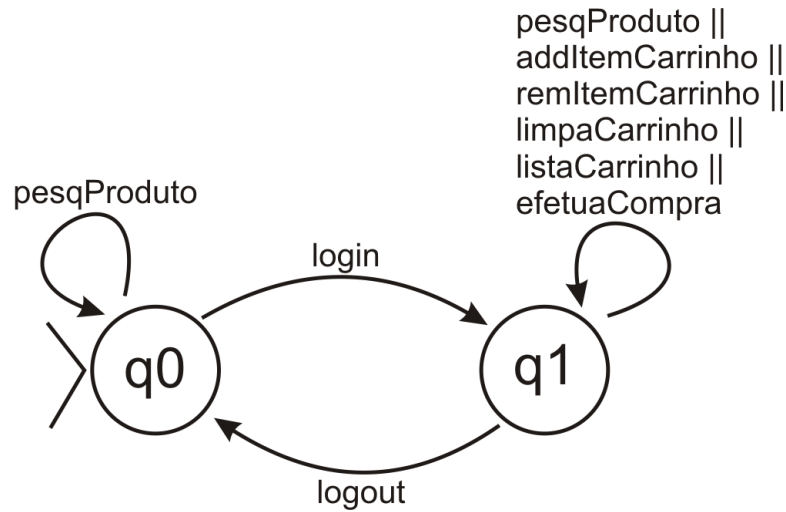 pesqProduto ||
addItemCarrinho ||
remItemCarrinho ||
limpaCarrinho ||
listaCarrinho ||
efetuaCompra
pesqProduto
login
q0
q1
logout